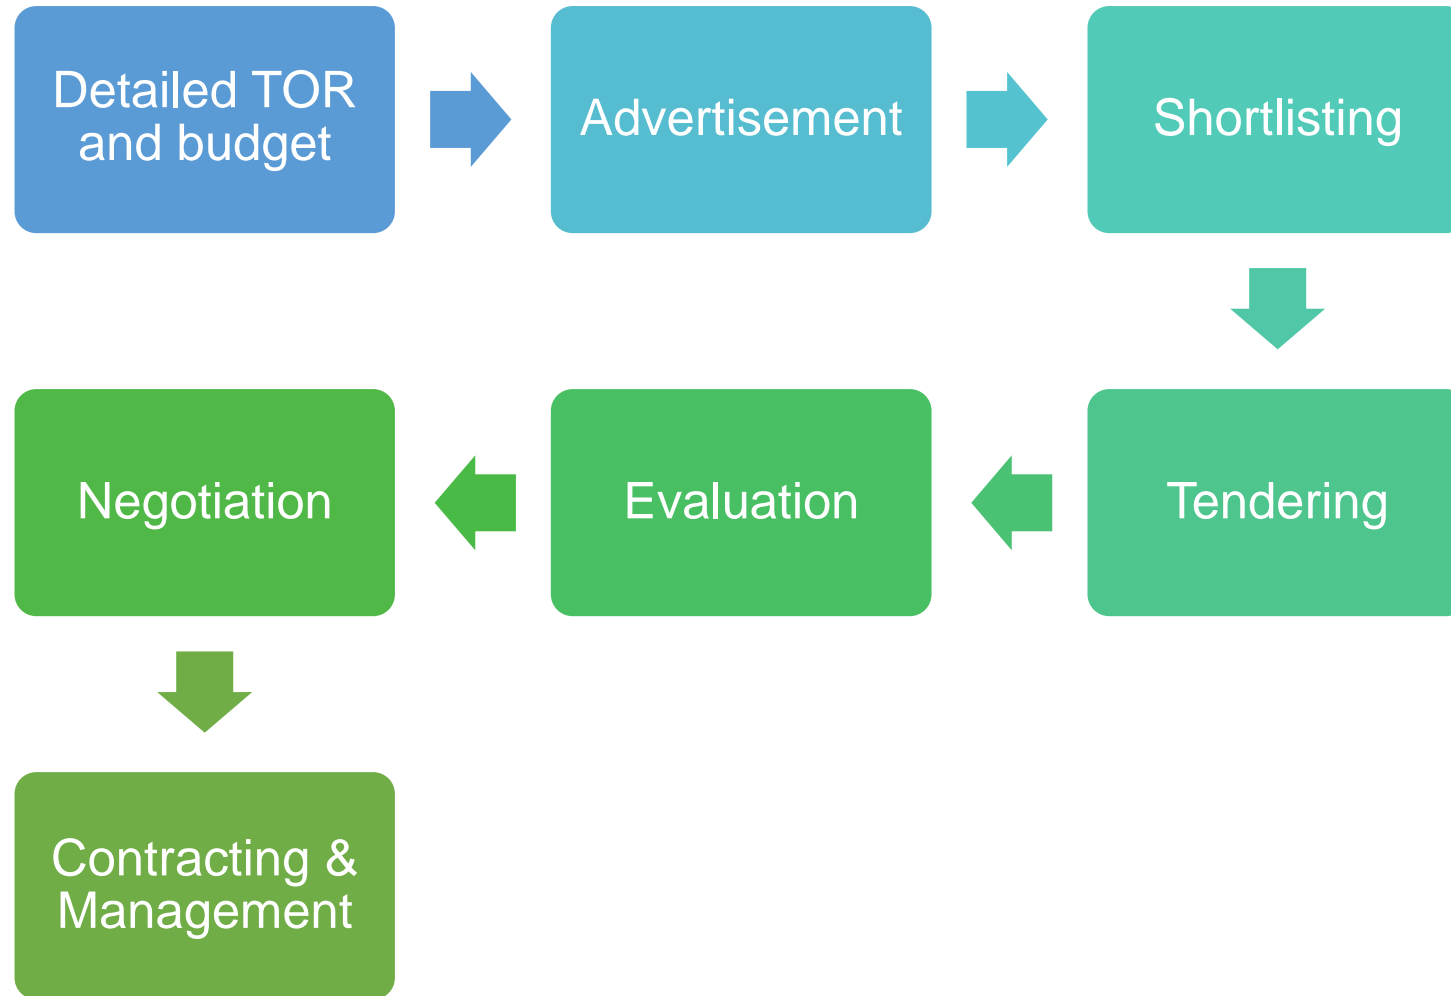 Detailed TOR
and budget
Advertisement
Shortlisting
Tendering
Evaluation
Negotiation
Contracting &
Management